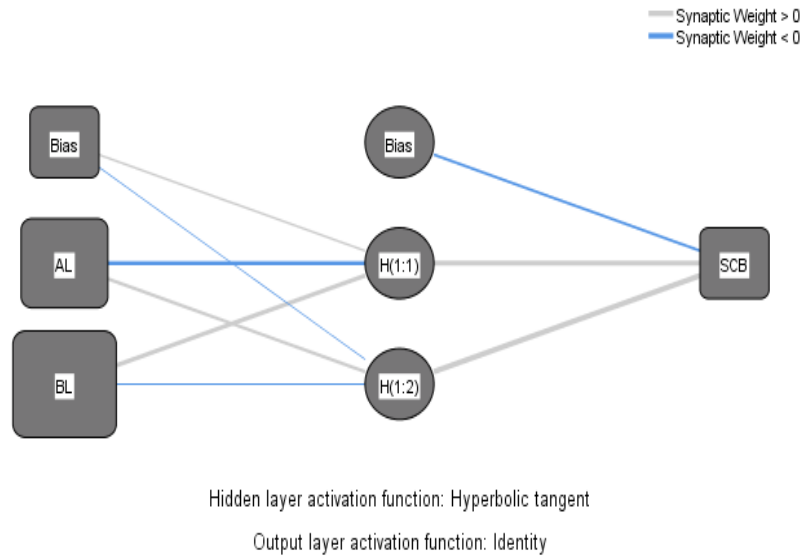 Synaptic Weight > 0
Synaptic Weight < 0
Bias
Bias
AL
H(1:1)
SCB
BL
H(1:2)
Hidden layer activation function: Hyperbolic tangent
Output layer activation function: Identity